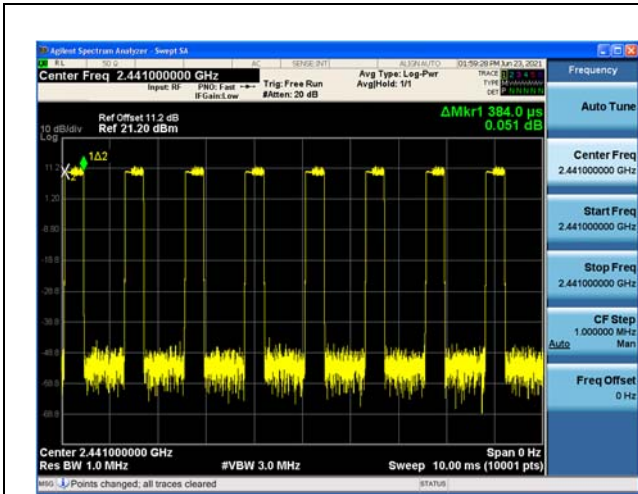 Agilent Spectrum Analyzer - Swept SA
RL 50 Ω AC SENSE:INT ALIGN AUTO 01:59:28 PM Jun 23, 2021
Center Freq 2.441000000 GHz
Input: RF PNO: Fast Trig: Free Run Avg Type: Log-Pwr TRACE 1 2 3 4 5 6
IFGain:Low #Atten: 20 dB Avg|Hold: 1/1 TYPE
DET P N N N N N
ΔMkr1 384.0 µs
0.051 dB
Ref Offset 11.2 dB
10 dB/div Ref 21.20 dBm
Log
1Δ2
11.2
2
1.20
-8.80
-18.8
-28.8
-38.8
-48.8
-58.8
-68.8
Center 2.441000000 GHz Span 0 Hz
Res BW 1.0 MHz #VBW 3.0 MHz Sweep 10.00 ms (10001 pts)
MSG Points changed; all traces cleared STATUS
Frequency
Auto Tune
Center Freq
2.441000000 GHz
Start Freq
2.441000000 GHz
Stop Freq
2.441000000 GHz
CF Step
1.000000 MHz
Auto Man
Freq Offset
0 Hz